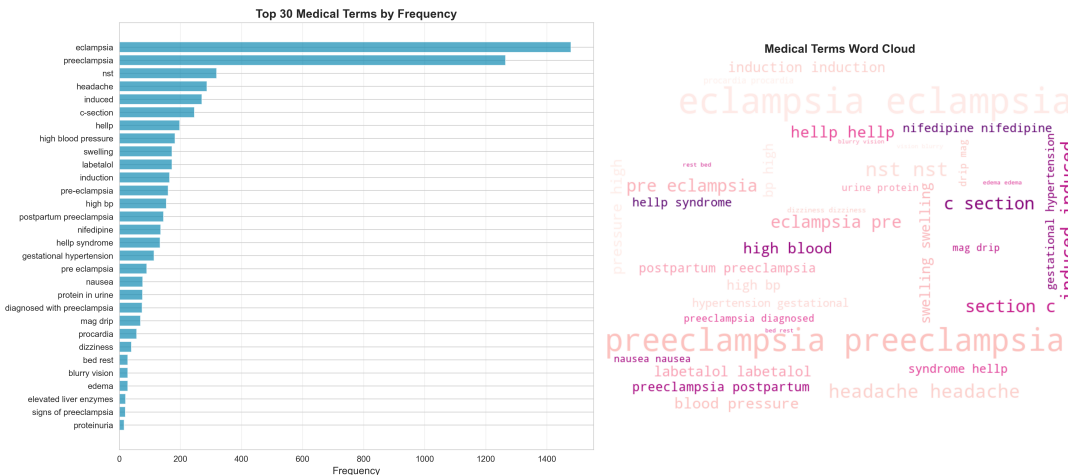 Top 30 Medical Terms by Frequency
eclampsia
preeclampsia
nst
headache
induced
c-section
hellp
high blood pressure
swelling
labetalol
induction
pre-eclampsia
high bp
postpartum preeclampsia
nifedipine
hellp syndrome
gestational hypertension
pre eclampsia
nausea
protein in urine
diagnosed with preeclampsia
mag drip
procardia
dizziness
bed rest
blurry vision
edema
elevated liver enzymes
signs of preeclampsia
proteinuria
0 200 400 600 800 1000 1200 1400
Frequency
Medical Terms Word Cloud
induction induction
procardia procardia
eclampsia eclampsia
hellp hellp
nifedipine nifedipine
blurry vision
bp high
drip mag
rest bed
nst nst
pre eclampsia
urine protein
edema edema
hellp syndrome
c section
pressure high
dizziness dizziness
eclampsia pre
swelling swelling
gestational hypertension
induced induced
high blood
mag drip
postpartum preeclampsia
high bp
hypertension gestational
section c
preeclampsia diagnosed
bed rest
preeclampsia preeclampsia
nausea nausea
labetalol labetalol
syndrome hellp
preeclampsia postpartum
headache headache
blood pressure